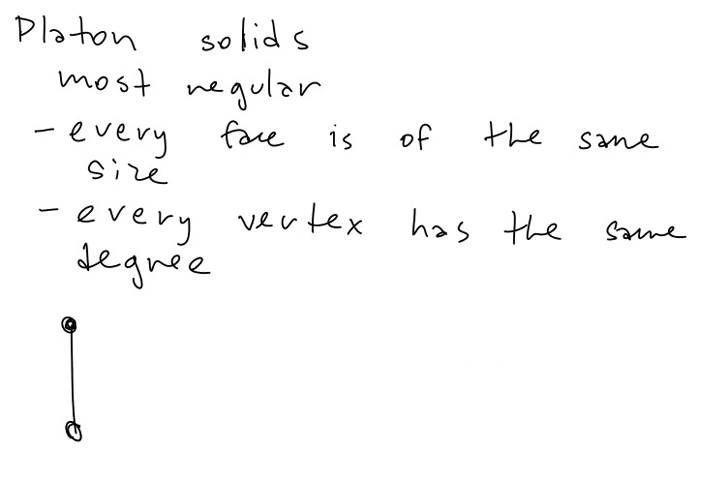 Platon solids
most regular
- every face is of the same
size
- every vertex has the same
degree